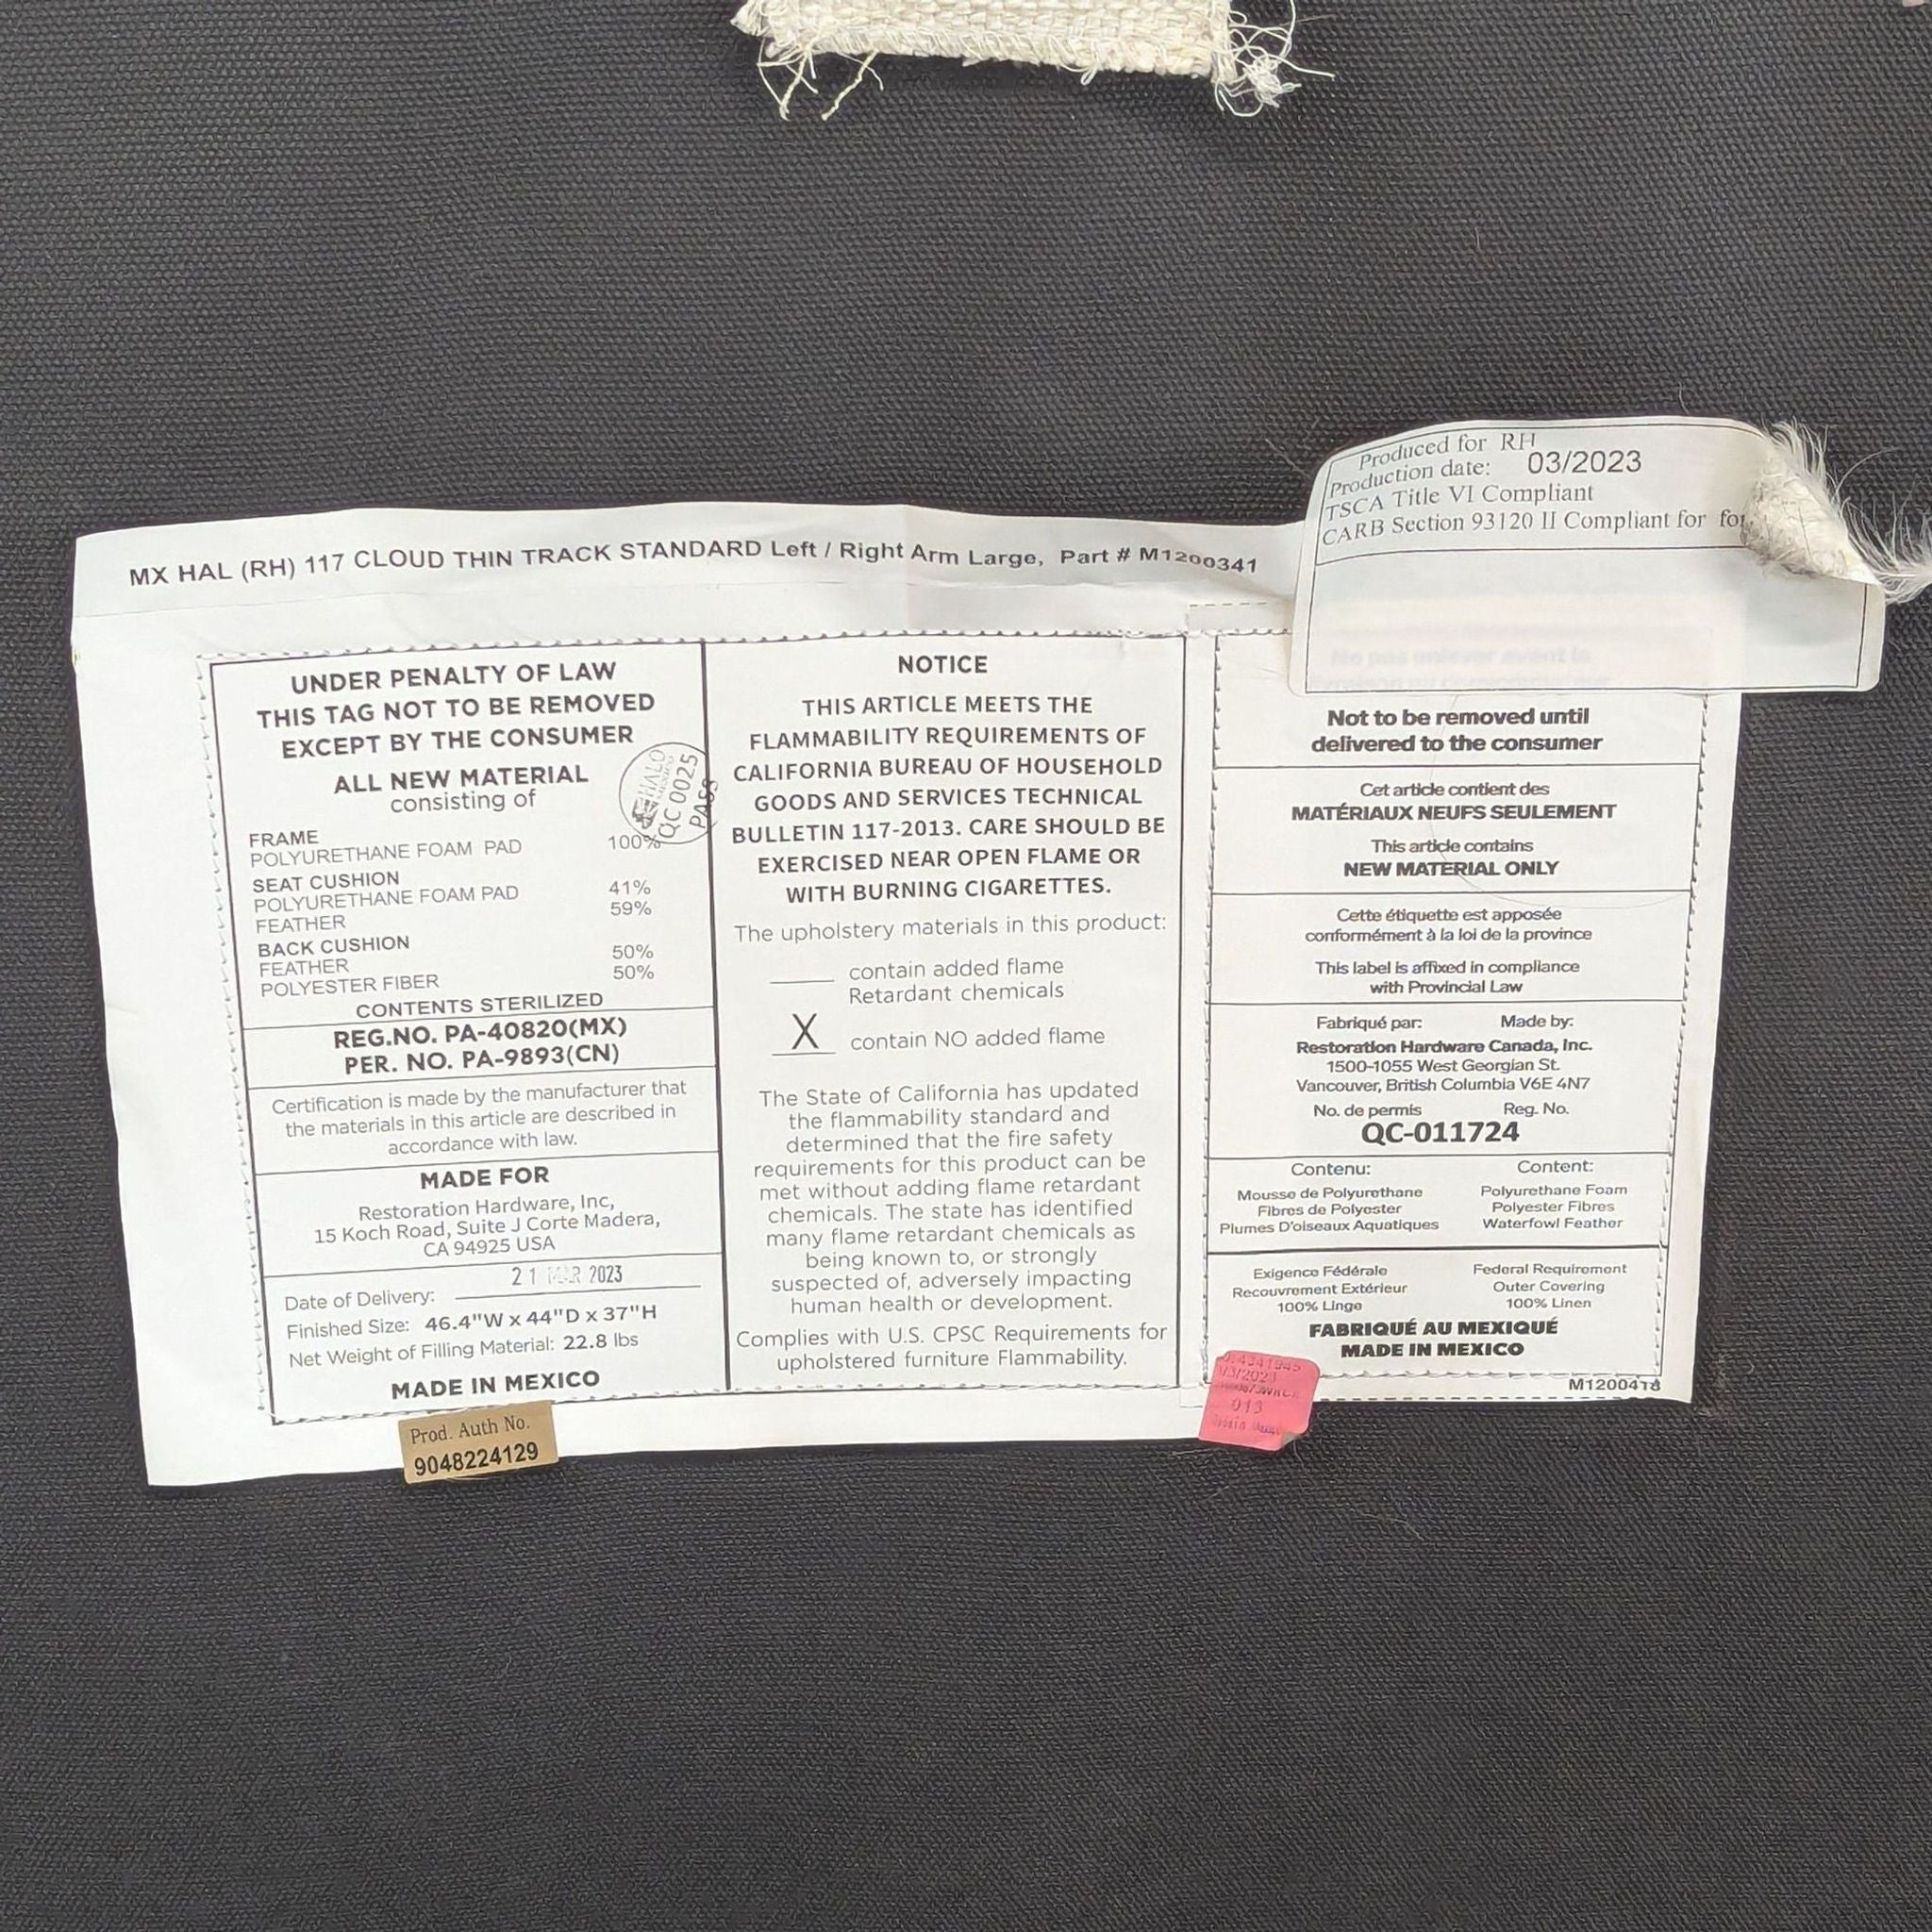 Produced for RH
Production date: 03/2023
TSCA Title VI Compliant
CARB Section 93120 II Compliant for
MX HAL (RH) 117 CLOUD THIN TRACK STANDARD Left / Right Arm Large, Part # M1200341
UNDER PENALTY OF LAW
THIS TAG NOT TO BE REMOVED
EXCEPT BY THE CONSUMER
ALL NEW MATERIAL
consisting of
HALO
MEXICO
QC 0025
PASS
FRAME
POLYURETHANE FOAM PAD 100%
SEAT CUSHION
POLYURETHANE FOAM PAD 41%
FEATHER 59%
BACK CUSHION
FEATHER 50%
POLYESTER FIBER 50%
CONTENTS STERILIZED
REG.NO. PA-40820(MX)
PER. NO. PA-9893(CN)
Certification is made by the manufacturer that
the materials in this article are described in
accordance with law.
MADE FOR
Restoration Hardware, Inc,
15 Koch Road, Suite J Corte Madera,
CA 94925 USA
Date of Delivery: 21 MAR 2023
Finished Size: 46.4"W x 44"D x 37"H
Net Weight of Filling Material: 22.8 lbs
MADE IN MEXICO
Prod. Auth No.
9048224129
NOTICE
THIS ARTICLE MEETS THE
FLAMMABILITY REQUIREMENTS OF
CALIFORNIA BUREAU OF HOUSEHOLD
GOODS AND SERVICES TECHNICAL
BULLETIN 117-2013. CARE SHOULD BE
EXERCISED NEAR OPEN FLAME OR
WITH BURNING CIGARETTES.
The upholstery materials in this product:
contain added flame
Retardant chemicals
X contain NO added flame
The State of California has updated
the flammability standard and
determined that the fire safety
requirements for this product can be
met without adding flame retardant
chemicals. The state has identified
many flame retardant chemicals as
being known to, or strongly
suspected of, adversely impacting
human health or development.
Complies with U.S. CPSC Requirements for
upholstered furniture Flammability.
Not to be removed until
delivered to the consumer
Cet article contient des
MATÉRIAUX NEUFS SEULEMENT
This article contains
NEW MATERIAL ONLY
Cette étiquette est apposée
conformément à la loi de la province
This label is affixed in compliance
with Provincial Law
Fabriqué par: Made by:
Restoration Hardware Canada, Inc.
1500-1055 West Georgian St.
Vancouver, British Columbia V6E 4N7
No. de permis Reg. No.
QC-011724
Contenu: Content:
Mousse de Polyurethane Polyurethane Foam
Fibres de Polyester Polyester Fibres
Plumes D'oiseaux Aquatiques Waterfowl Feather
Exigence Fédérale Federal Requirement
Recouvrement Extérieur Outer Covering
100% Linge 100% Linen
FABRIQUÉ AU MEXIQUÉ
MADE IN MEXICO
M1200418
013